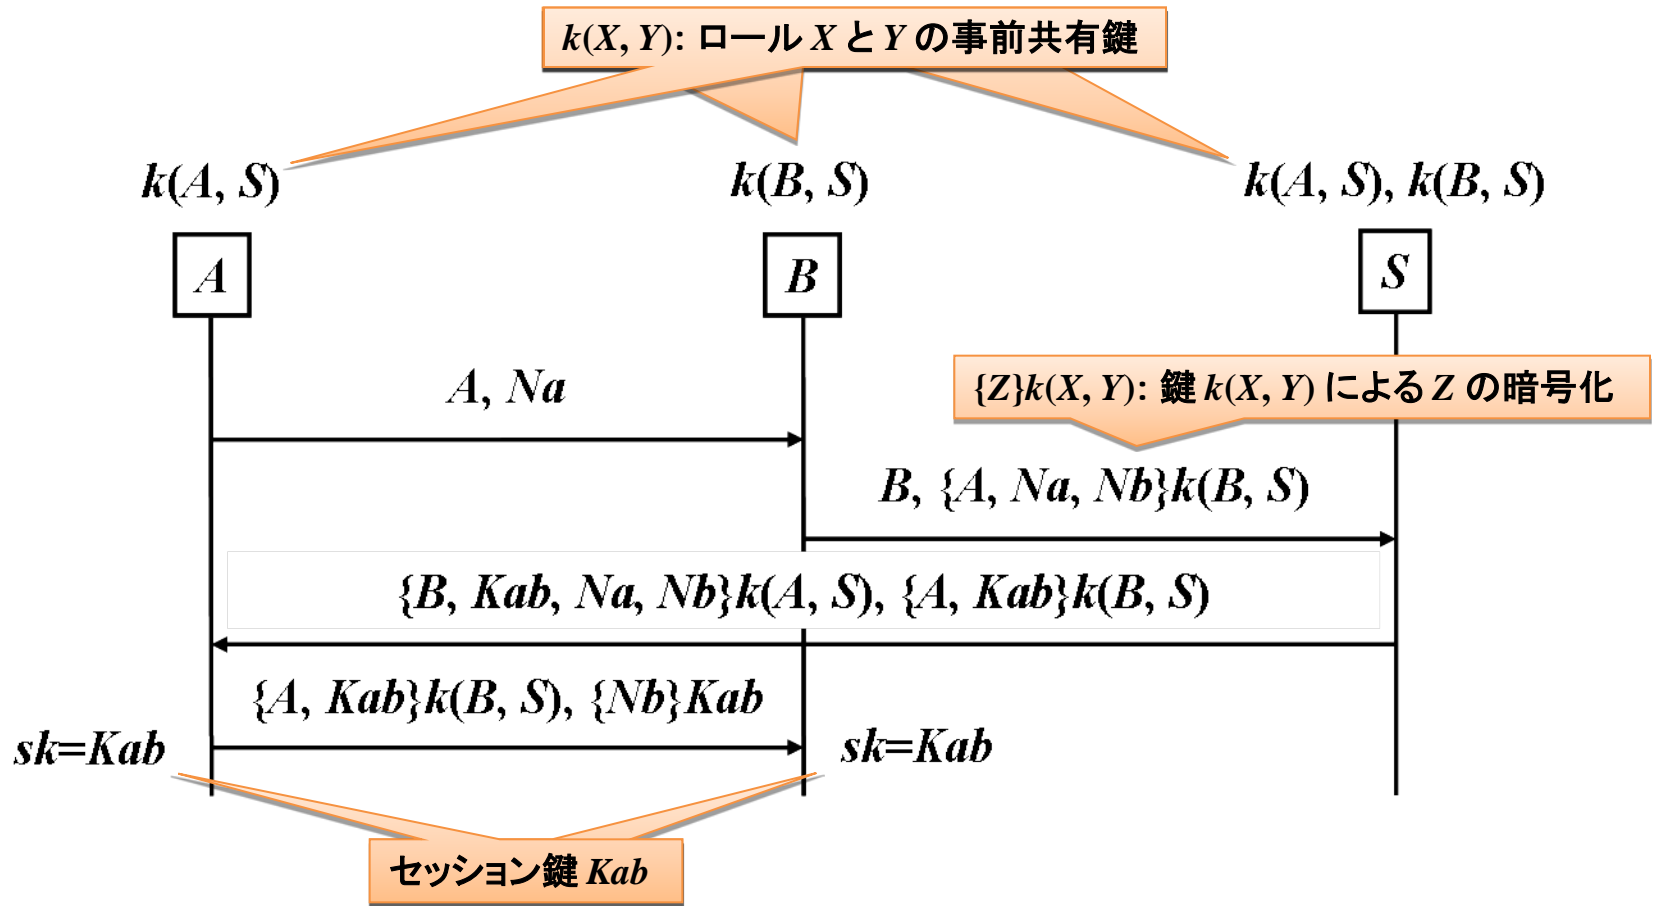 k(X, Y): ロール X と Y の事前共有鍵
k(A, S)
k(B, S)
k(A, S), k(B, S)
A
B
S
A, Na
{Z}k(X, Y): 鍵 k(X, Y) による Z の暗号化
B, {A, Na, Nb}k(B, S)
{B, Kab, Na, Nb}k(A, S), {A, Kab}k(B, S)
{A, Kab}k(B, S), {Nb}Kab
sk=Kab
sk=Kab
セッション鍵 Kab